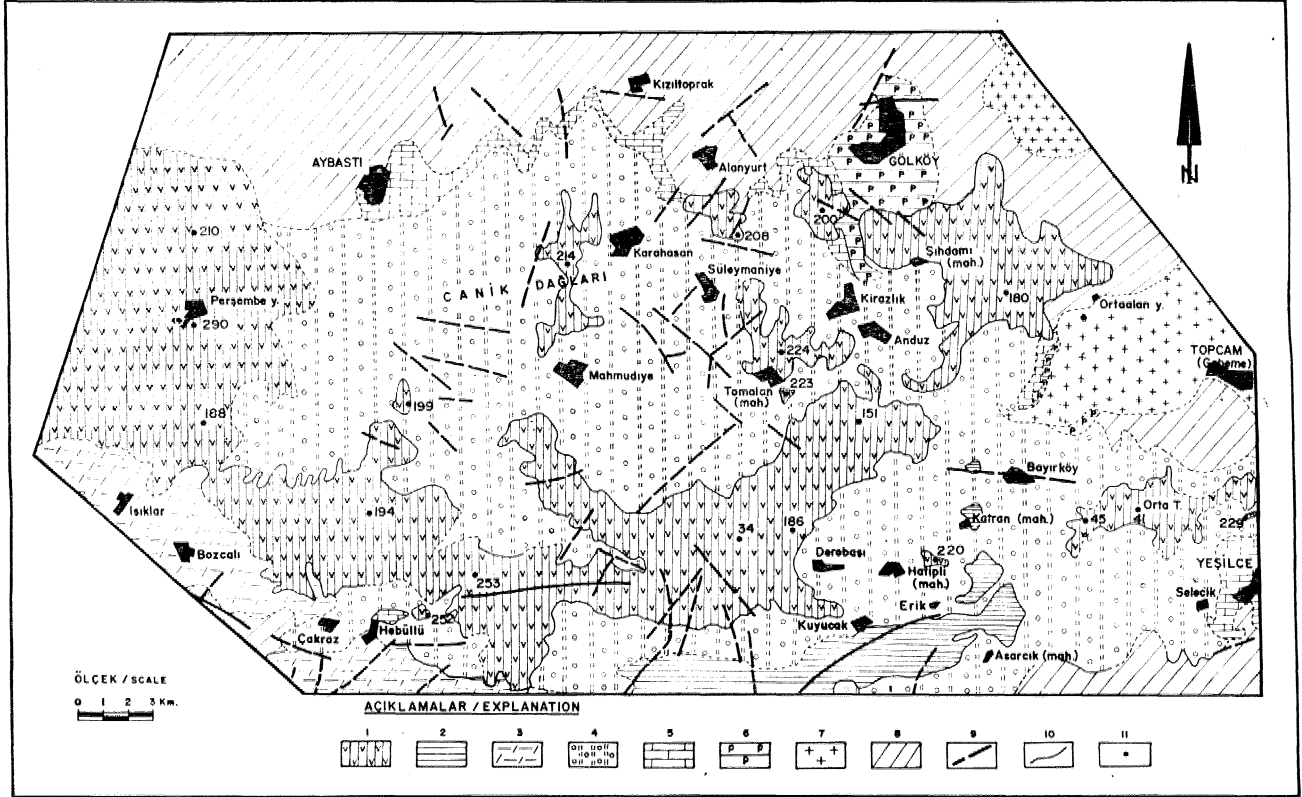 Kızıltoprak
AYBASTI
Alanyurt
GÖLKÖY
N
210
200
208
Şıhdamı
(mah.)
214
Karahasan
Süleymaniye
CANİK DAĞLARI
Perşembe y.
290
Kirazlık
180
Ortaalan y.
Anduz
224
TOPCAM
Mahmudiye
Tomalan
(mah)
223
199
188
151
Bayırköy
Işıklar
194
34
186
Katran (mah.)
45
41
Orta T.
229
Bozcalı
253
Derebaşı
220
Hatipli
(mah.)
YEŞİLCE
Selecik
252
Erik
Çakraz
Hebüllü
Kuyucak
Asarcık (mah.)
ÖLÇEK / SCALE
0 1 2 3 Km.
AÇIKLAMALAR / EXPLANATION
1 2 3 4 5 6 7 8 9 10 11